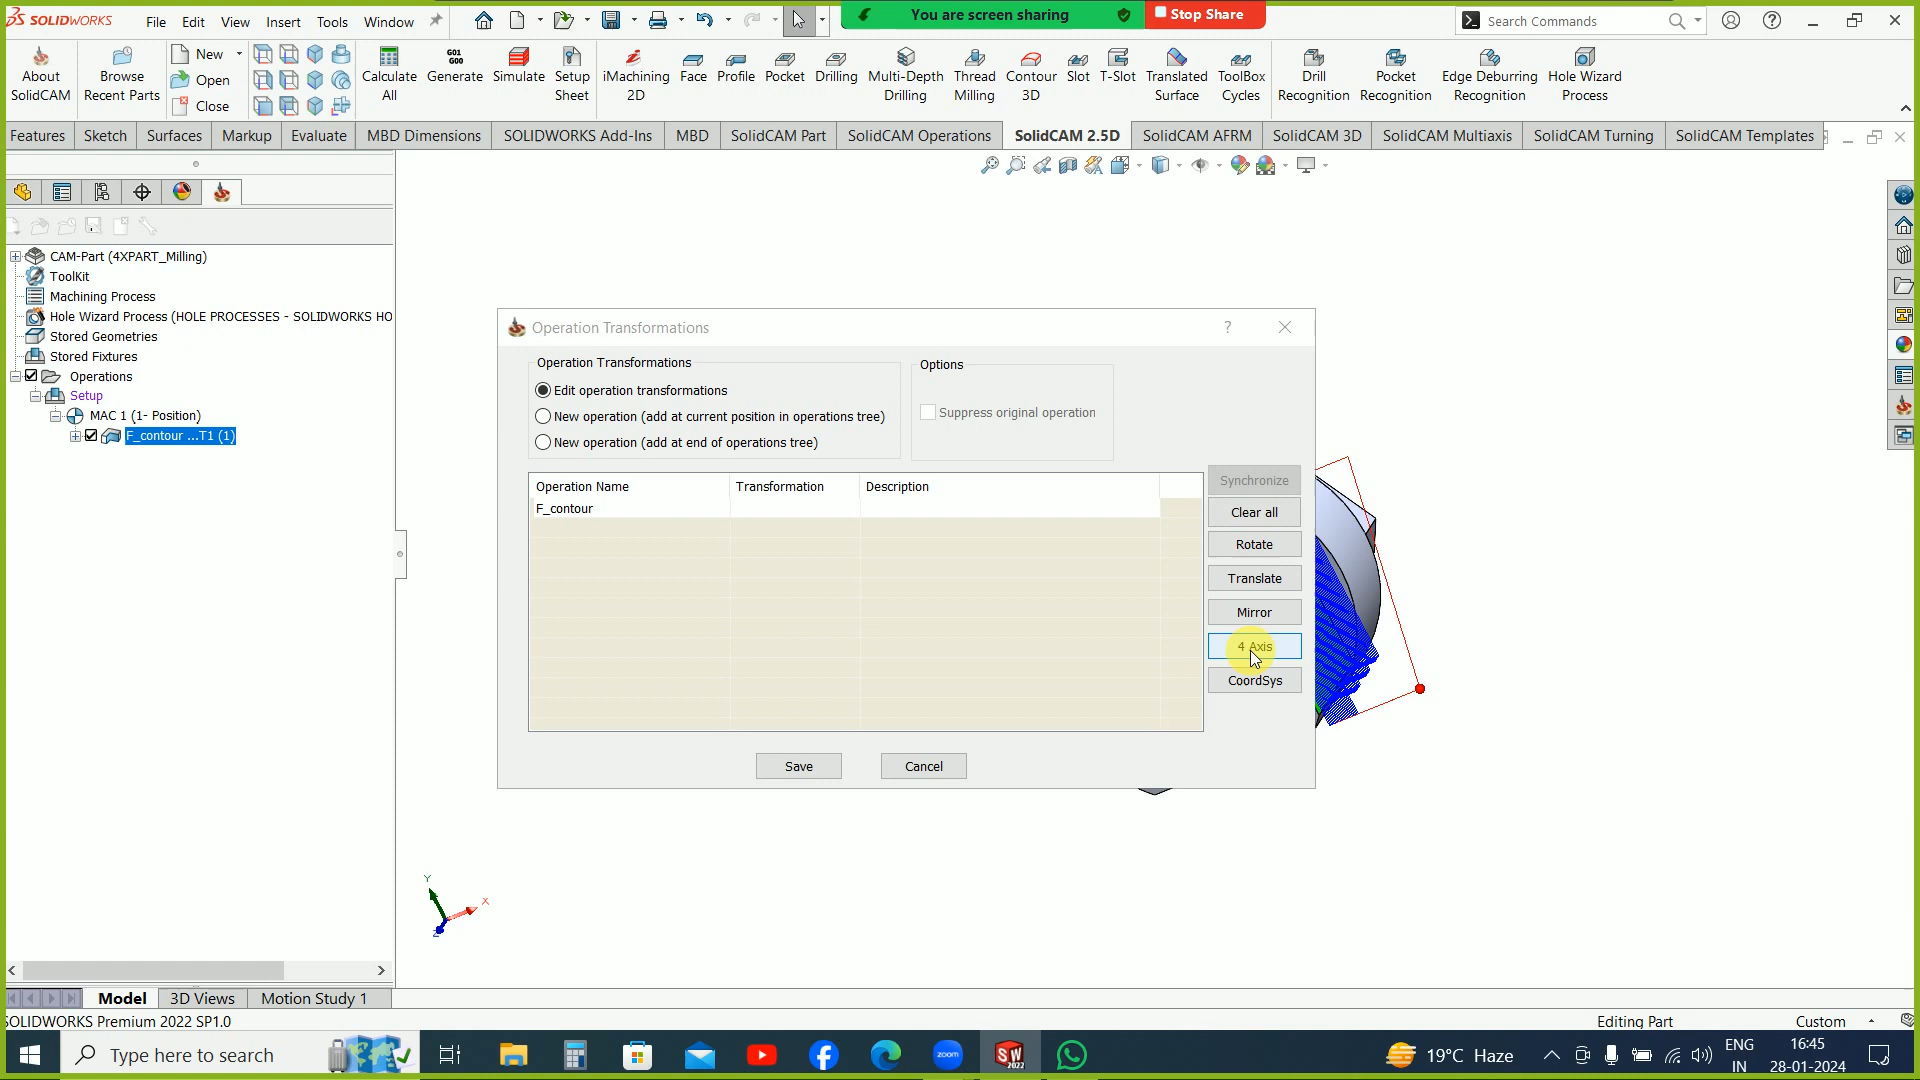 SOLIDWORKS File Edit View Insert Tools Window
You are screen sharing Stop Share
Search Commands
About SolidCAM
Browse Recent Parts
New
Open
Close
Calculate All
G01 G00
Generate
Simulate
Setup Sheet
iMachining 2D
Face
Profile
Pocket
Drilling
Multi-Depth Drilling
Thread Milling
Contour 3D
Slot
T-Slot
Translated Surface
ToolBox Cycles
Drill Recognition
Pocket Recognition
Edge Deburring Recognition
Hole Wizard Process
Features Sketch Surfaces Markup Evaluate MBD Dimensions SOLIDWORKS Add-Ins MBD SolidCAM Part SolidCAM Operations SolidCAM 2.5D SolidCAM AFRM SolidCAM 3D SolidCAM Multiaxis SolidCAM Turning SolidCAM Templates
CAM-Part (4XPART_Milling)
ToolKit
Machining Process
Hole Wizard Process (HOLE PROCESSES - SOLIDWORKS HO
Stored Geometries
Stored Fixtures
Operations
Setup
MAC 1 (1- Position)
F_contour ...T1 (1)
Operation Transformations
?
Operation Transformations
Edit operation transformations
New operation (add at current position in operations tree)
New operation (add at end of operations tree)
Options
Suppress original operation
Operation Name Transformation Description
F_contour
Synchronize
Clear all
Rotate
Translate
Mirror
4 Axis
CoordSys
Save Cancel
Y
X
Z
Model 3D Views Motion Study 1
SOLIDWORKS Premium 2022 SP1.0
Editing Part Custom
Type here to search
zoom
SW 2022
19°C Haze
ENG IN
16:45
28-01-2024